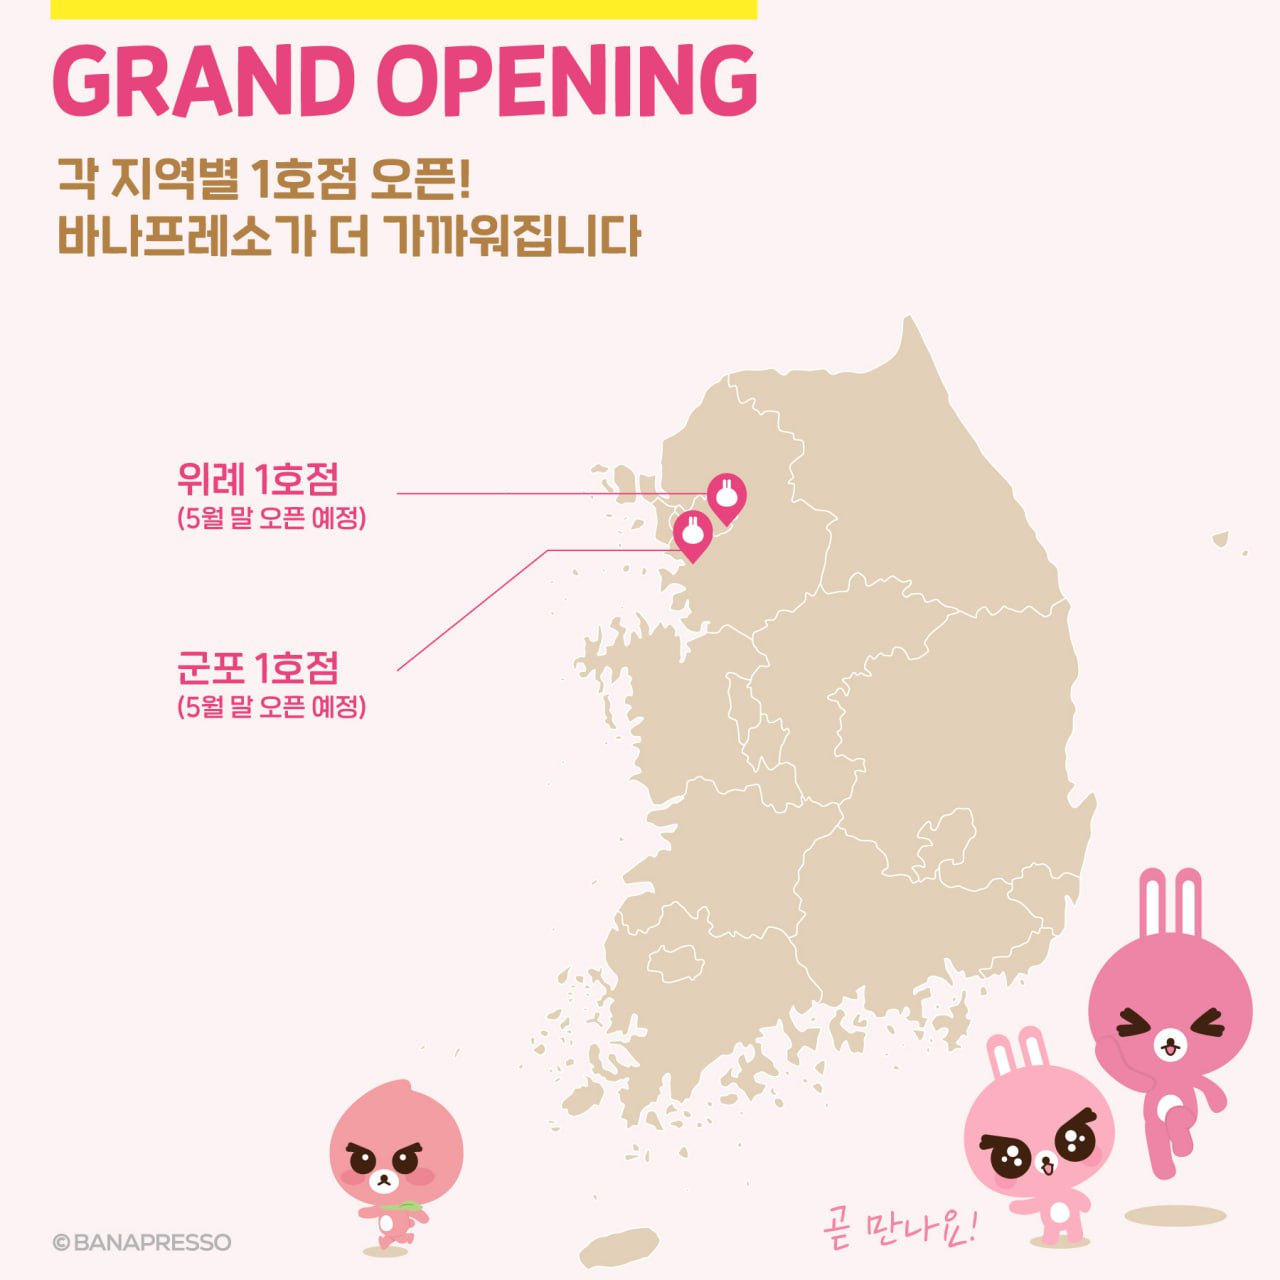 GRAND OPENING
각 지역별 1호점 오픈!
바나프레소가 더 가까워집니다
위례 1호점
(5월 말 오픈 예정)
군포 1호점
(5월 말 오픈 예정)
곧 만나요!
©BANAPRESSO